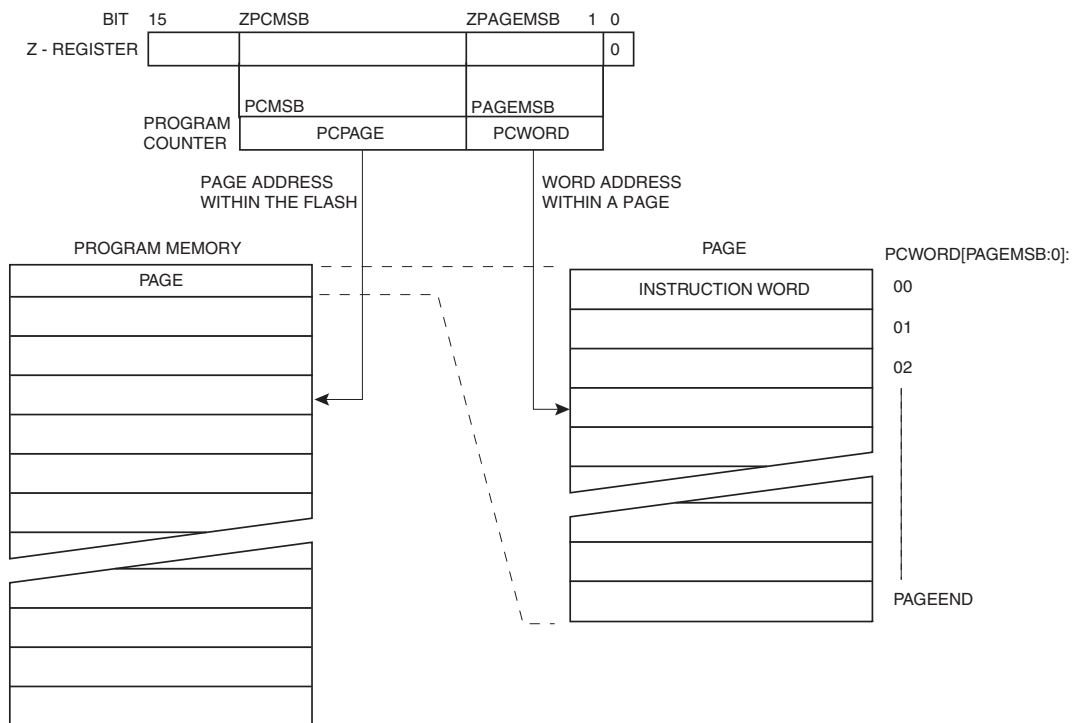 BIT 15 ZPCMSB ZPAGEMSB 1 0
Z - REGISTER 0
PCMSB PAGEMSB
PROGRAM
COUNTER
PCPAGE PCWORD
PAGE ADDRESS
WITHIN THE FLASH
WORD ADDRESS
WITHIN A PAGE
PROGRAM MEMORY
PAGE
PAGE
PCWORD[PAGEMSB:0]:
INSTRUCTION WORD
00
01
02
PAGEEND